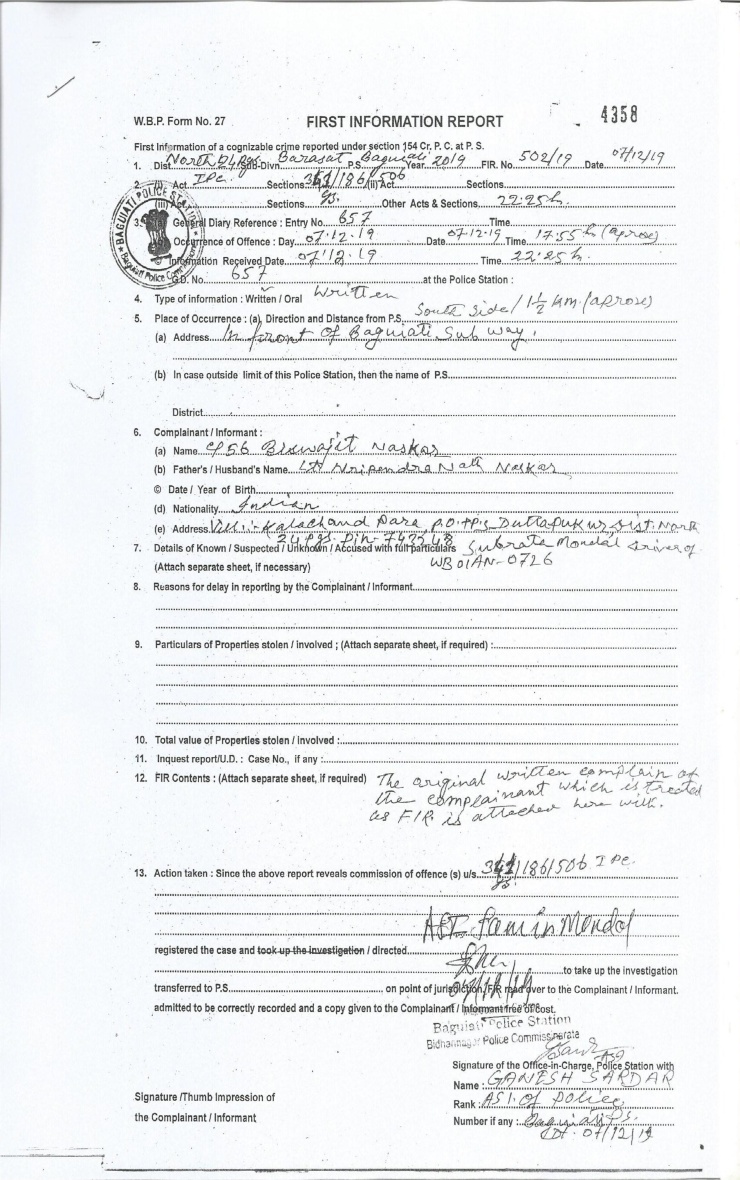 4358
W.B.P. Form No. 27 FIRST INFORMATION REPORT
First Information of a cognizable crime reported under section 154 Cr. P. C. at P. S.
1. Dist North 24 Pgs. Sub-Divn. Barasat P.S. Baguiati Year 2019 FIR. No. 502/19 Date 07/12/19
2. (i) Act IPC. Sections 341/186/506 (ii) Act Sections
(iii) Act Sections Other Acts & Sections 22.25 h.
3. General Diary Reference : Entry No. 657 Time
Occurrence of Offence : Day 07.12.19 Date 07.12.19 Time 17.55 h (aprox)
© Information Received Date 07.12.19 Time 22.25 h.
G.D. No. 657 at the Police Station :
BAGUIATI POLICE STATION
4. Type of information : Written / Oral Written
5. Place of Occurrence : (a) Direction and Distance from P.S. South Side / 1 1/2 km. (aprox)
(a) Address In front of Baguiati Sub way.
(b) In case outside limit of this Police Station, then the name of P.S.
District
6. Complainant / Informant :
(a) Name Biswajit Naskar
(b) Father's / Husband's Name Lt Nripendra Nath Naskar
© Date / Year of Birth
(d) Nationality Indian
(e) Address Vill:- Kalachand Para, P.O.+P.S. Duttapukur, Dist. North
24 Pgs. Pin-
7. Details of Known / Suspected / Unknown / Accused with full particulars Subrata Mondal driver of
(Attach separate sheet, if necessary) WB 01AN-0726
8. Reasons for delay in reporting by the Complainant / Informant
9. Particulars of Properties stolen / involved ; (Attach separate sheet, if required) :
10. Total value of Properties stolen / involved :
11. Inquest report/U.D. : Case No., if any :
12. FIR Contents : (Attach separate sheet, if required) The original written complain of
the complainant which is treated
as FIR. is attached here with.
13. Action taken : Since the above report reveals commission of offence (s) u/s. 341/186/506 IPC.
Mondal
registered the case and took up the investigation / directed
to take up the investigation
transferred to P.S. on point of jurisdiction, FIR read over to the Complainant / Informant.
07/12/19
admitted to be correctly recorded and a copy given to the Complainant / Informant free of cost.
Baguiati Police Station
Bidhannagar Police Commissionerate
Signature of the Office-in-Charge, Police Station with
Name : GANESH SARDAR
Signature /Thumb Impression of
Rank : ASI. of Police
the Complainant / Informant
Number if any : Baguiati P.S.
Dt. 07/12/19